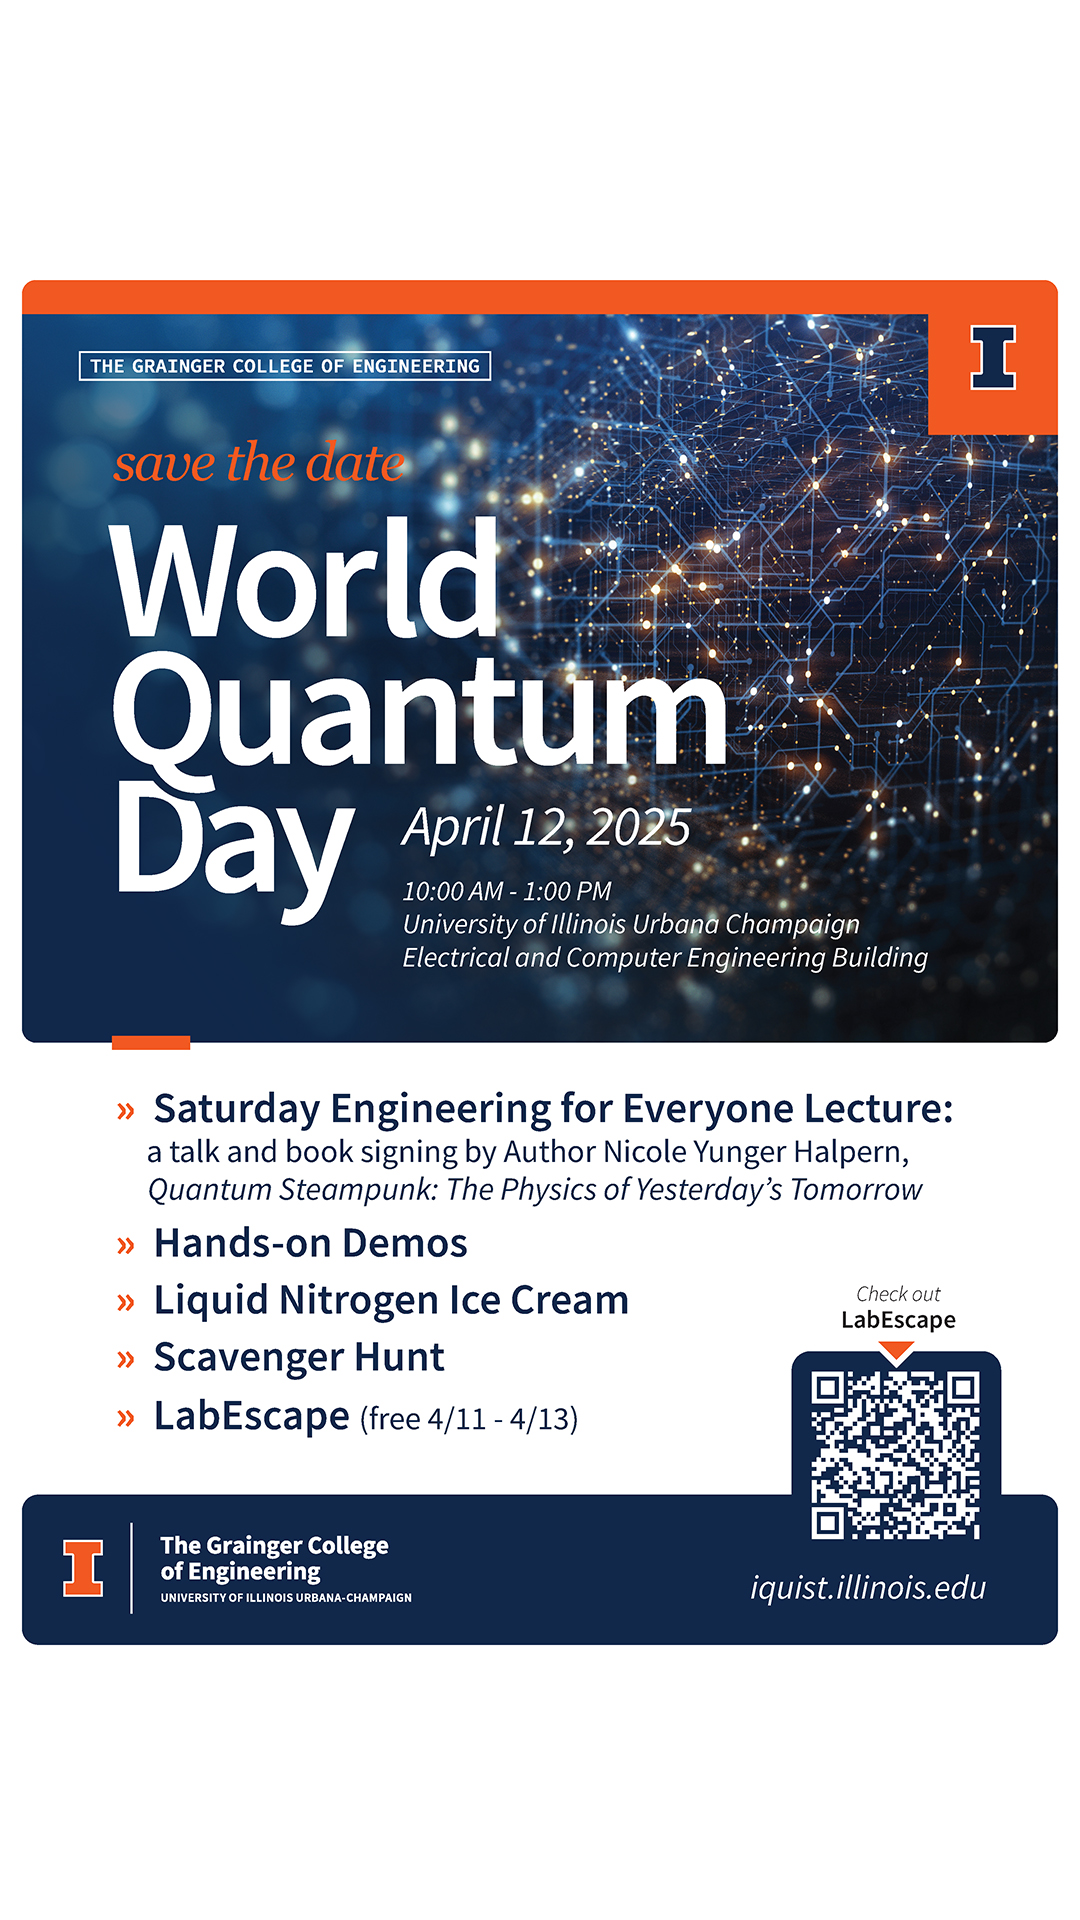 THE GRAINGER COLLEGE OF ENGINEERING
save the date
World
Quantum
Day
April 12, 2025
10:00 AM - 1:00 PM
University of Illinois Urbana Champaign
Electrical and Computer Engineering Building
» Saturday Engineering for Everyone Lecture:
a talk and book signing by Author Nicole Yunger Halpern,
Quantum Steampunk: The Physics of Yesterday’s Tomorrow
» Hands-on Demos
» Liquid Nitrogen Ice Cream
» Scavenger Hunt
» LabEscape (free 4/11 - 4/13)
Check out
LabEscape
The Grainger College
of Engineering
UNIVERSITY OF ILLINOIS URBANA-CHAMPAIGN
iquist.illinois.edu